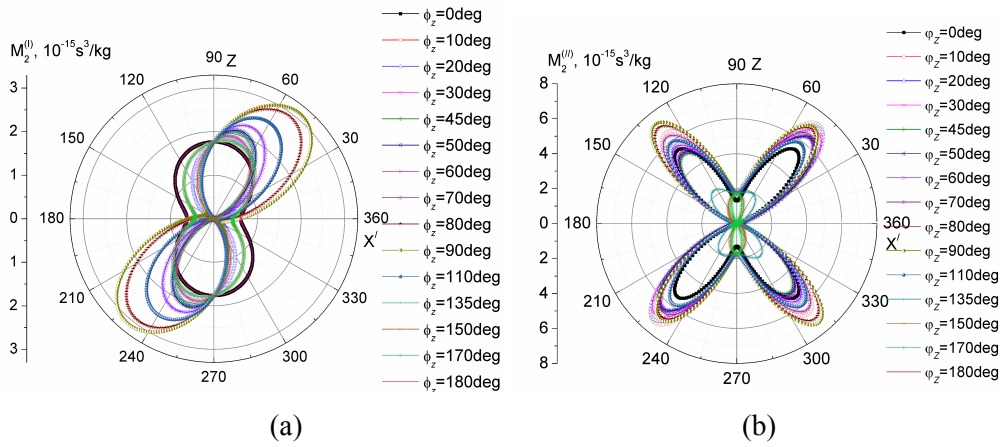 M₂⁽ᴵ⁾, 10⁻¹⁵s³/kg
3
2
1
0
1
2
3
90 Z
120
60
150
30
180
360
X′
210
330
240
300
270
ϕz=0deg
ϕz=10deg
ϕz=20deg
ϕz=30deg
ϕz=45deg
ϕz=50deg
ϕz=60deg
ϕz=70deg
ϕz=80deg
ϕz=90deg
ϕz=110deg
ϕz=135deg
ϕz=150deg
ϕz=170deg
ϕz=180deg
(a)
M₂⁽ᴵᴵ⁾, 10⁻¹⁵s³/kg
8
6
4
2
0
2
4
6
8
90 Z
120
60
150
30
180
360
X′
210
330
240
300
270
φZ=0deg
φZ=10deg
φZ=20deg
φZ=30deg
φZ=45deg
φZ=50deg
φZ=60deg
φZ=70deg
φZ=80deg
φZ=90deg
φZ=110deg
φZ=135deg
φZ=150deg
φZ=170deg
φZ=180deg
(b)